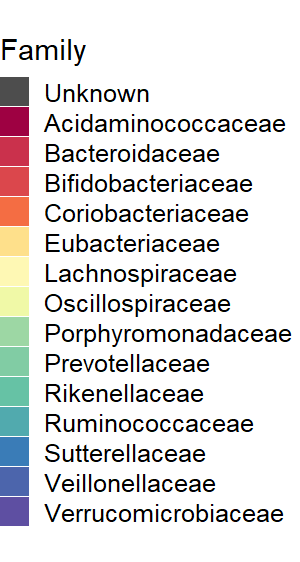 Family
Unknown
Acidaminococcaceae
Bacteroidaceae
Bifidobacteriaceae
Coriobacteriaceae
Eubacteriaceae
Lachnospiraceae
Oscillospiraceae
Porphyromonadaceae
Prevotellaceae
Rikenellaceae
Ruminococcaceae
Sutterellaceae
Veillonellaceae
Verrucomicrobiaceae